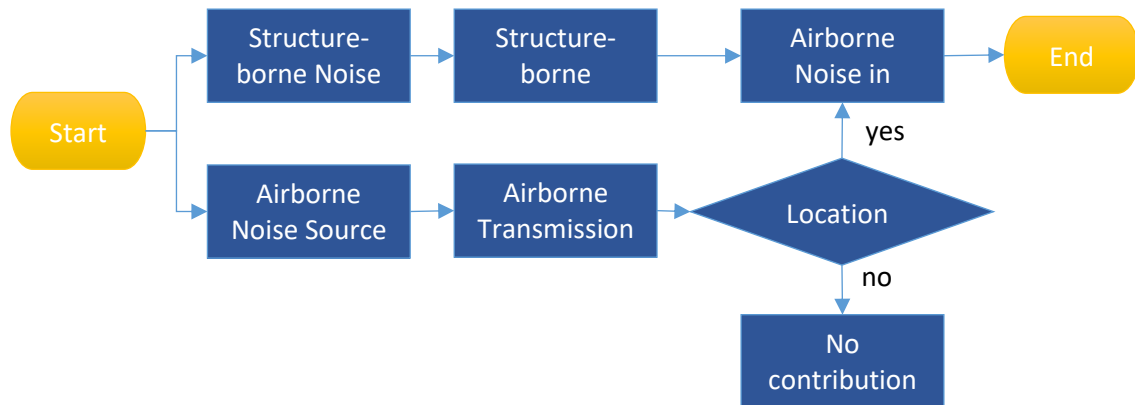 Start
Structure-
borne Noise
Structure-
borne
Airborne
Noise in
End
yes
Airborne
Noise Source
Airborne
Transmission
Location
no
No
contribution